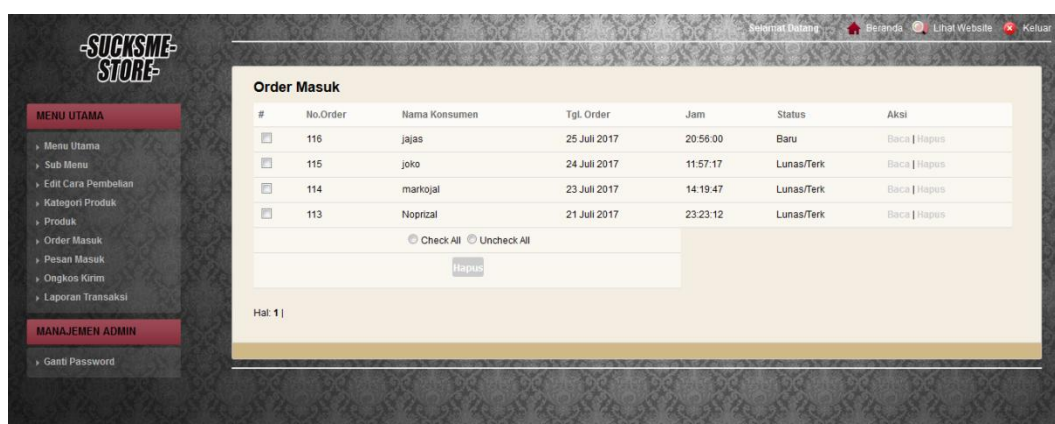 -SUCKSME-
STORE-
Selamat Datang
Beranda Lihat Website Keluar
MENU UTAMA
Menu Utama
Sub Menu
Edit Cara Pembelian
Kategori Produk
Produk
Order Masuk
Pesan Masuk
Ongkos Kirim
Laporan Transaksi
MANAJEMEN ADMIN
Ganti Password
Order Masuk
# No.Order Nama Konsumen Tgl. Order Jam Status Aksi
116 jajas 25 Juli 2017 20:56:00 Baru Baca | Hapus
115 joko 24 Juli 2017 11:57:17 Lunas/Terk Baca | Hapus
114 markojal 23 Juli 2017 14:19:47 Lunas/Terk Baca | Hapus
113 Noprizal 21 Juli 2017 23:23:12 Lunas/Terk Baca | Hapus
Check All Uncheck All
Hapus
Hal: 1 |